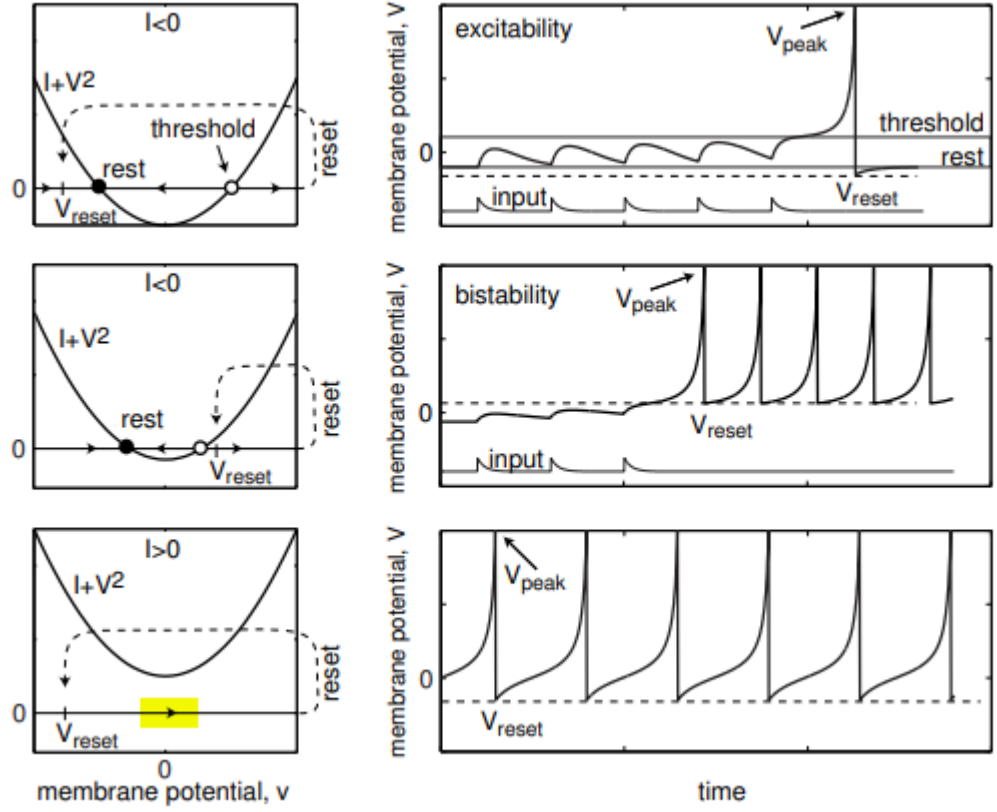 I<0
I+V2
threshold
rest
reset
0
Vreset
membrane potential, V
excitability
Vpeak
threshold
0
rest
Vreset
input
I<0
I+V2
rest
reset
0
Vreset
membrane potential, V
bistability
Vpeak
0
Vreset
input
I>0
I+V2
reset
0
Vreset
0
membrane potential, v
membrane potential, V
Vpeak
0
Vreset
time